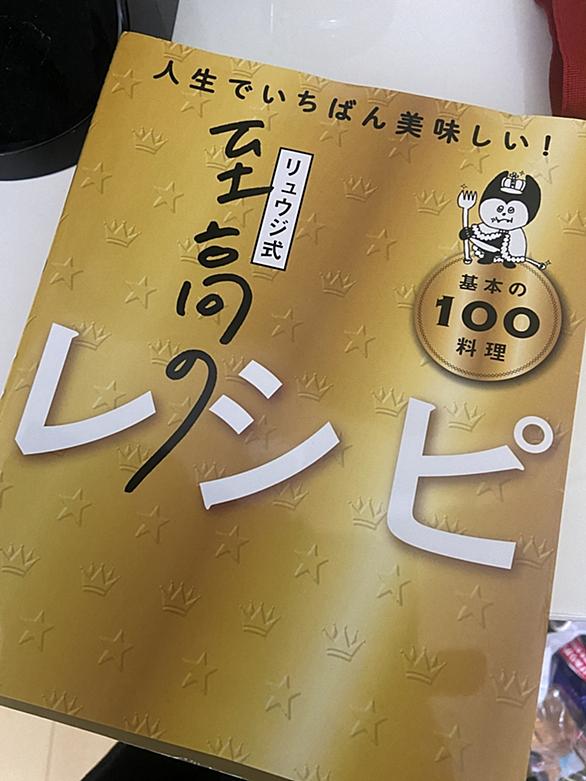 人生でいちばん美味しい!
リュウジ式
至高の
レシピ
基本の
100
料理